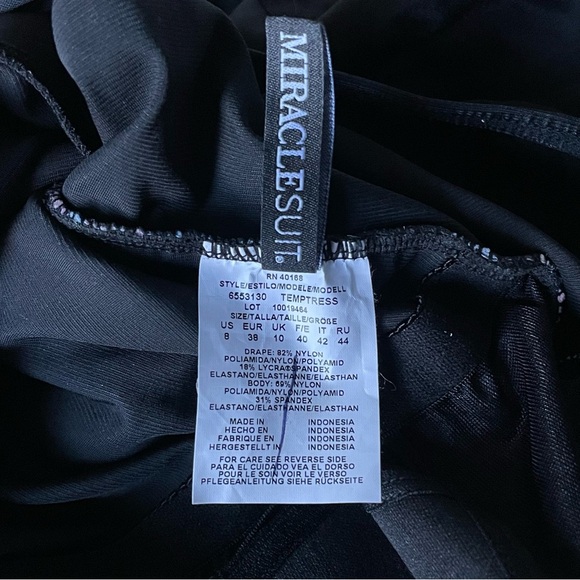 MIRACLESUIT®
RN 40168
STYLE/ESTILO/MODELE/MODELL
6553130 TEMPTRESS
LOT 10019464
SIZE/TALLA/TAILLE/GRÖßE
US EUR UK F/E IT RU
8 38 10 40 42 44
DRAPE: 82% NYLON
POLIAMIDA/NYLON/POLYAMID
18% LYCRA®SPANDEX
ELASTANO/ELASTHANNE/ELASTHAN
BODY: 69% NYLON
POLIAMIDA/NYLON/POLYAMID
31% SPANDEX
ELASTANO/ELASTHANNE/ELASTHAN
MADE IN INDONESIA
HECHO EN INDONESIA
FABRIQUE EN INDONESIA
HERGESTELLT IN INDONESIA
FOR CARE SEE REVERSE SIDE
PARA EL CUIDADO VEA AL DORSO
POUR LE SOIN VOIR LE VERSO
PFLEGEANLEITUNG SIEHE RÜCKSEITE